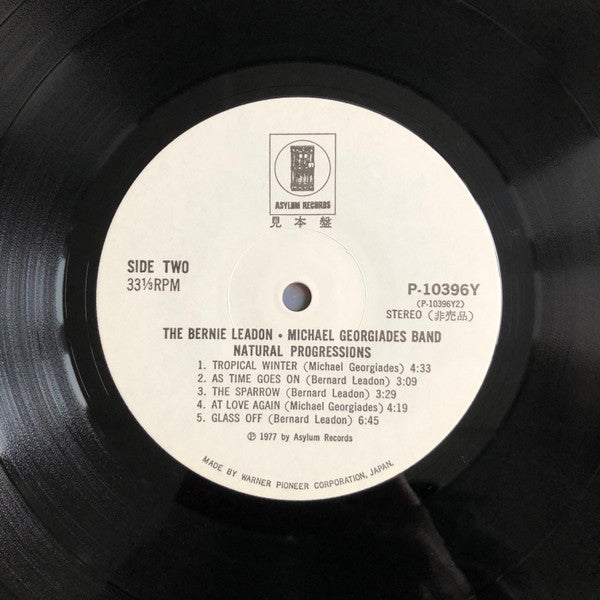 ASYLUM RECORDS
見本盤
SIDE TWO
33⅓RPM
P-10396Y
(P-10396Y2)
STEREO (非売品)
THE BERNIE LEADON • MICHAEL GEORGIADES BAND
NATURAL PROGRESSIONS
1. TROPICAL WINTER (Michael Georgiades) 4:33
2. AS TIME GOES ON (Bernard Leadon) 3:09
3. THE SPARROW (Bernard Leadon) 3:29
4. AT LOVE AGAIN (Michael Georgiades) 4:19
5. GLASS OFF (Bernard Leadon) 6:45
℗ 1977 by Asylum Records
MADE BY WARNER PIONEER CORPORATION, JAPAN.